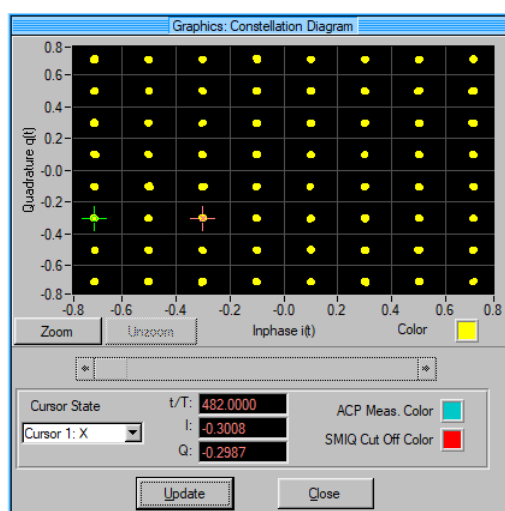 Graphics: Constellation Diagram
0.8
0.6
0.4
0.2
-0.0
-0.2
-0.4
-0.6
-0.8
Quadrature q(t)
-0.8 -0.6 -0.4 -0.2 -0.0 0.2 0.4 0.6 0.8
Zoom Unzoom Inphase i(t) Color
Cursor State
Cursor 1: X
t/T: 482.0000
I: -0.3008
Q: -0.2987
ACP Meas. Color
SMIQ Cut Off Color
Update Close